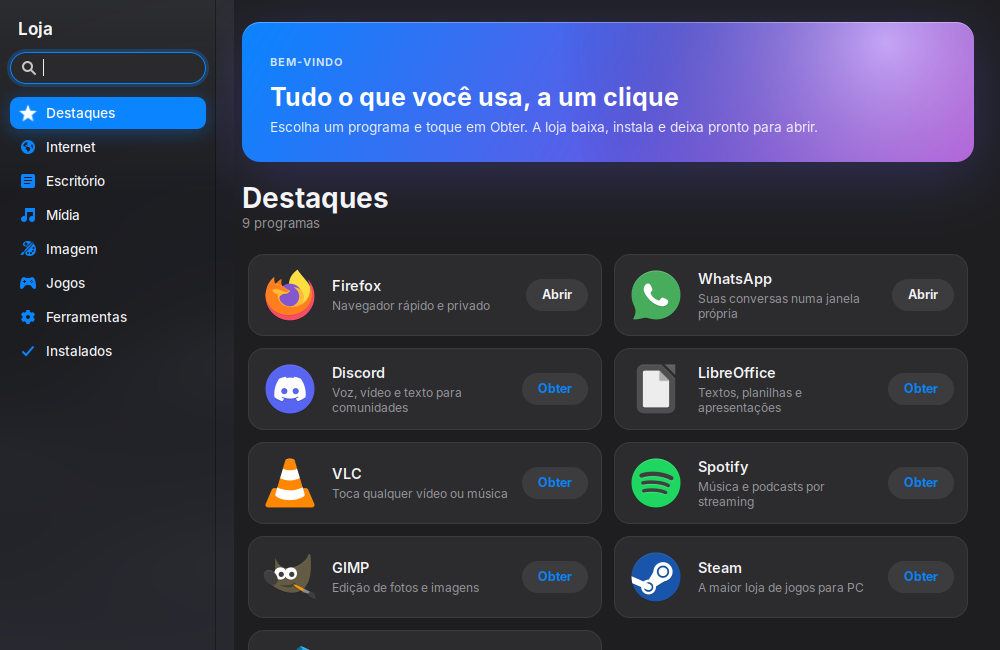 Loja
Destaques
Internet
Escritório
Mídia
Imagem
Jogos
Ferramentas
Instalados
BEM-VINDO
Tudo o que você usa, a um clique
Escolha um programa e toque em Obter. A loja baixa, instala e deixa pronto para abrir.
Destaques
9 programas
Firefox
Navegador rápido e privado
Abrir
WhatsApp
Suas conversas numa janela
própria
Abrir
Discord
Voz, vídeo e texto para
comunidades
Obter
LibreOffice
Textos, planilhas e
apresentações
Obter
VLC
Toca qualquer vídeo ou música
Obter
Spotify
Música e podcasts por
streaming
Obter
GIMP
Edição de fotos e imagens
Obter
Steam
A maior loja de jogos para PC
Obter